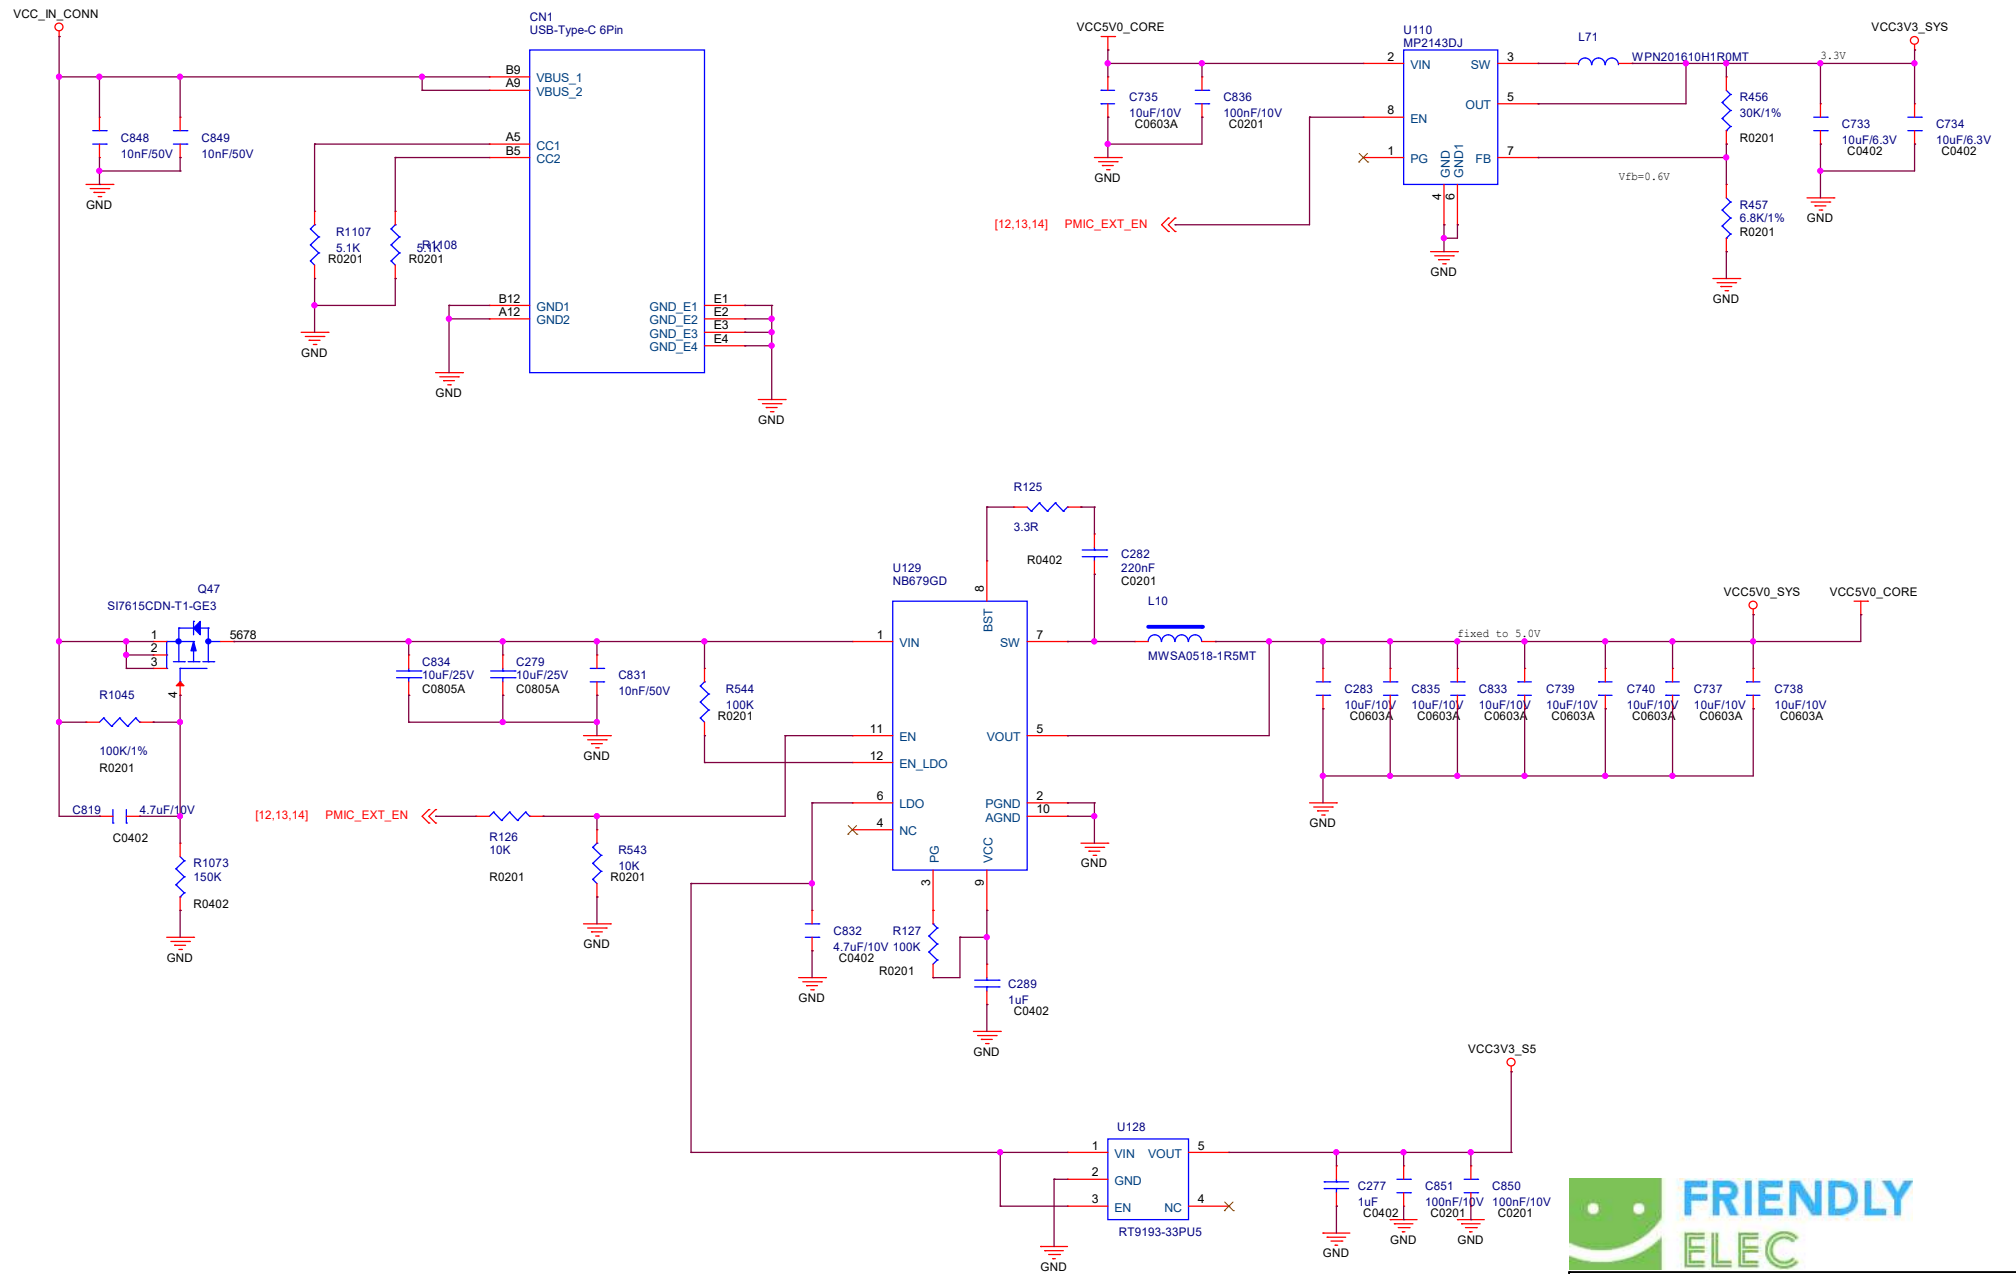 VCC_IN_CONN
CN1
USB-Type-C 6Pin
B9 VBUS_1
A9 VBUS_2
A5 CC1
B5 CC2
B12 GND1
A12 GND2
GND_E1 E1
GND_E2 E2
GND_E3 E3
GND_E4 E4
C848
10nF/50V
C849
10nF/50V
GND
R1107
5.1K
R0201
R1108
5.1K
R0201
GND
GND
GND
VCC5V0_CORE
U110
MP2143DJ
2 VIN
8 EN
1 PG
SW 3
OUT 5
FB 7
GND 4
GND1 6
L71
WPN201610H1R0MT
3.3V
VCC3V3_SYS
C735
10uF/10V
C0603A
C836
100nF/10V
C0201
GND
R456
30K/1%
R0201
Vfb=0.6V
R457
6.8K/1%
R0201
C733
10uF/6.3V
C0402
C734
10uF/6.3V
C0402
GND
GND
GND
[12,13,14] PMIC_EXT_EN
Q47
SI7615CDN-T1-GE3
1
2
3
4
5678
R1045
100K/1%
R0201
C819
4.7uF/10V
C0402
R1073
150K
R0402
GND
C834
10uF/25V
C0805A
C279
10uF/25V
C0805A
C831
10nF/50V
GND
R544
100K
R0201
[12,13,14] PMIC_EXT_EN
R126
10K
R0201
R543
10K
R0201
GND
U129
NB679GD
1 VIN
11 EN
12 EN_LDO
6 LDO
4 NC
3 PG
9 VCC
8 BST
SW 7
VOUT 5
PGND 2
AGND 10
R125
3.3R
R0402
C282
220nF
C0201
L10
MWSA0518-1R5MT
fixed to 5.0V
VCC5V0_SYS
VCC5V0_CORE
C283
10uF/10V
C0603A
C835
10uF/10V
C0603A
C833
10uF/10V
C0603A
C739
10uF/10V
C0603A
C740
10uF/10V
C0603A
C737
10uF/10V
C0603A
C738
10uF/10V
C0603A
GND
GND
C832
4.7uF/10V
C0402
GND
R127
100K
R0201
C289
1uF
C0402
GND
U128
1 VIN
2 GND
3 EN
VOUT 5
NC 4
RT9193-33PU5
GND
VCC3V3_S5
C277
1uF
C0402
C851
100nF/10V
C0201
C850
100nF/10V
C0201
GND
GND
GND
FRIENDLY
ELEC